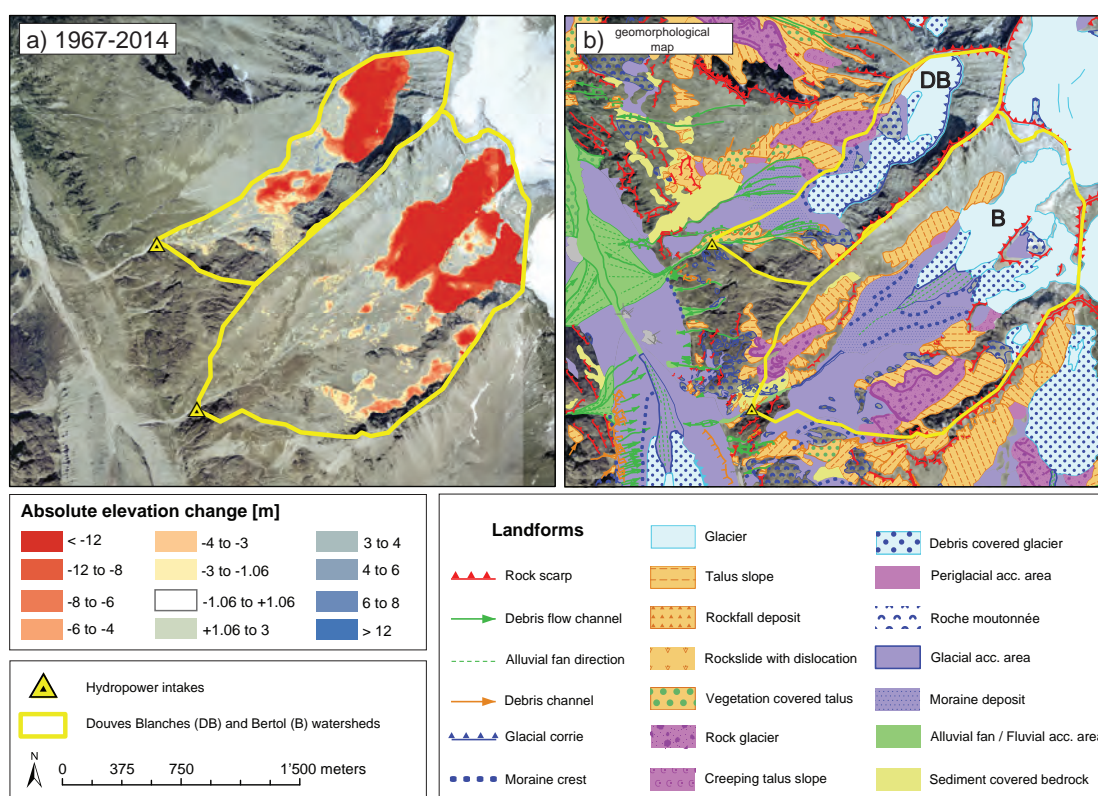 a) 1967-2014
b)
geomorphological
map
DB
B
Absolute elevation change [m]
< -12
-12 to -8
-8 to -6
-6 to -4
-4 to -3
-3 to -1.06
-1.06 to +1.06
+1.06 to 3
3 to 4
4 to 6
6 to 8
> 12
Hydropower intakes
Douves Blanches (DB) and Bertol (B) watersheds
N
0 375 750 1'500 meters
Landforms
Rock scarp
Debris flow channel
Alluvial fan direction
Debris channel
Glacial corrie
Moraine crest
Glacier
Talus slope
Rockfall deposit
Rockslide with dislocation
Vegetation covered talus
Rock glacier
Creeping talus slope
Debris covered glacier
Periglacial acc. area
Roche moutonnée
Glacial acc. area
Moraine deposit
Alluvial fan / Fluvial acc. area
Sediment covered bedrock